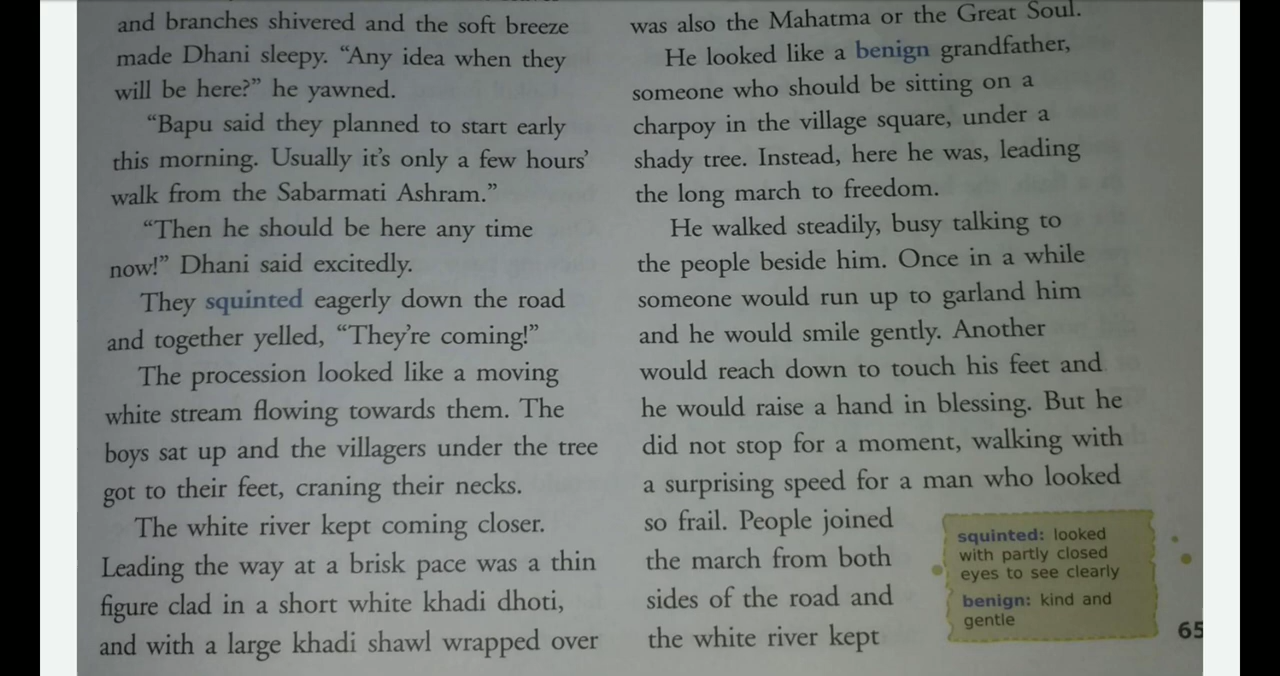 and branches shivered and the soft breeze
made Dhani sleepy. “Any idea when they
will be here?” he yawned.
“Bapu said they planned to start early
this morning. Usually it’s only a few hours’
walk from the Sabarmati Ashram.”
“Then he should be here any time
now!” Dhani said excitedly.
They squinted eagerly down the road
and together yelled, “They’re coming!”
The procession looked like a moving
white stream flowing towards them. The
boys sat up and the villagers under the tree
got to their feet, craning their necks.
The white river kept coming closer.
Leading the way at a brisk pace was a thin
figure clad in a short white khadi dhoti,
and with a large khadi shawl wrapped over
was also the Mahatma or the Great Soul.
He looked like a benign grandfather,
someone who should be sitting on a
charpoy in the village square, under a
shady tree. Instead, here he was, leading
the long march to freedom.
He walked steadily, busy talking to
the people beside him. Once in a while
someone would run up to garland him
and he would smile gently. Another
would reach down to touch his feet and
he would raise a hand in blessing. But he
did not stop for a moment, walking with
a surprising speed for a man who looked
so frail. People joined
the march from both
sides of the road and
the white river kept
squinted: looked
with partly closed
eyes to see clearly
benign: kind and
gentle
65